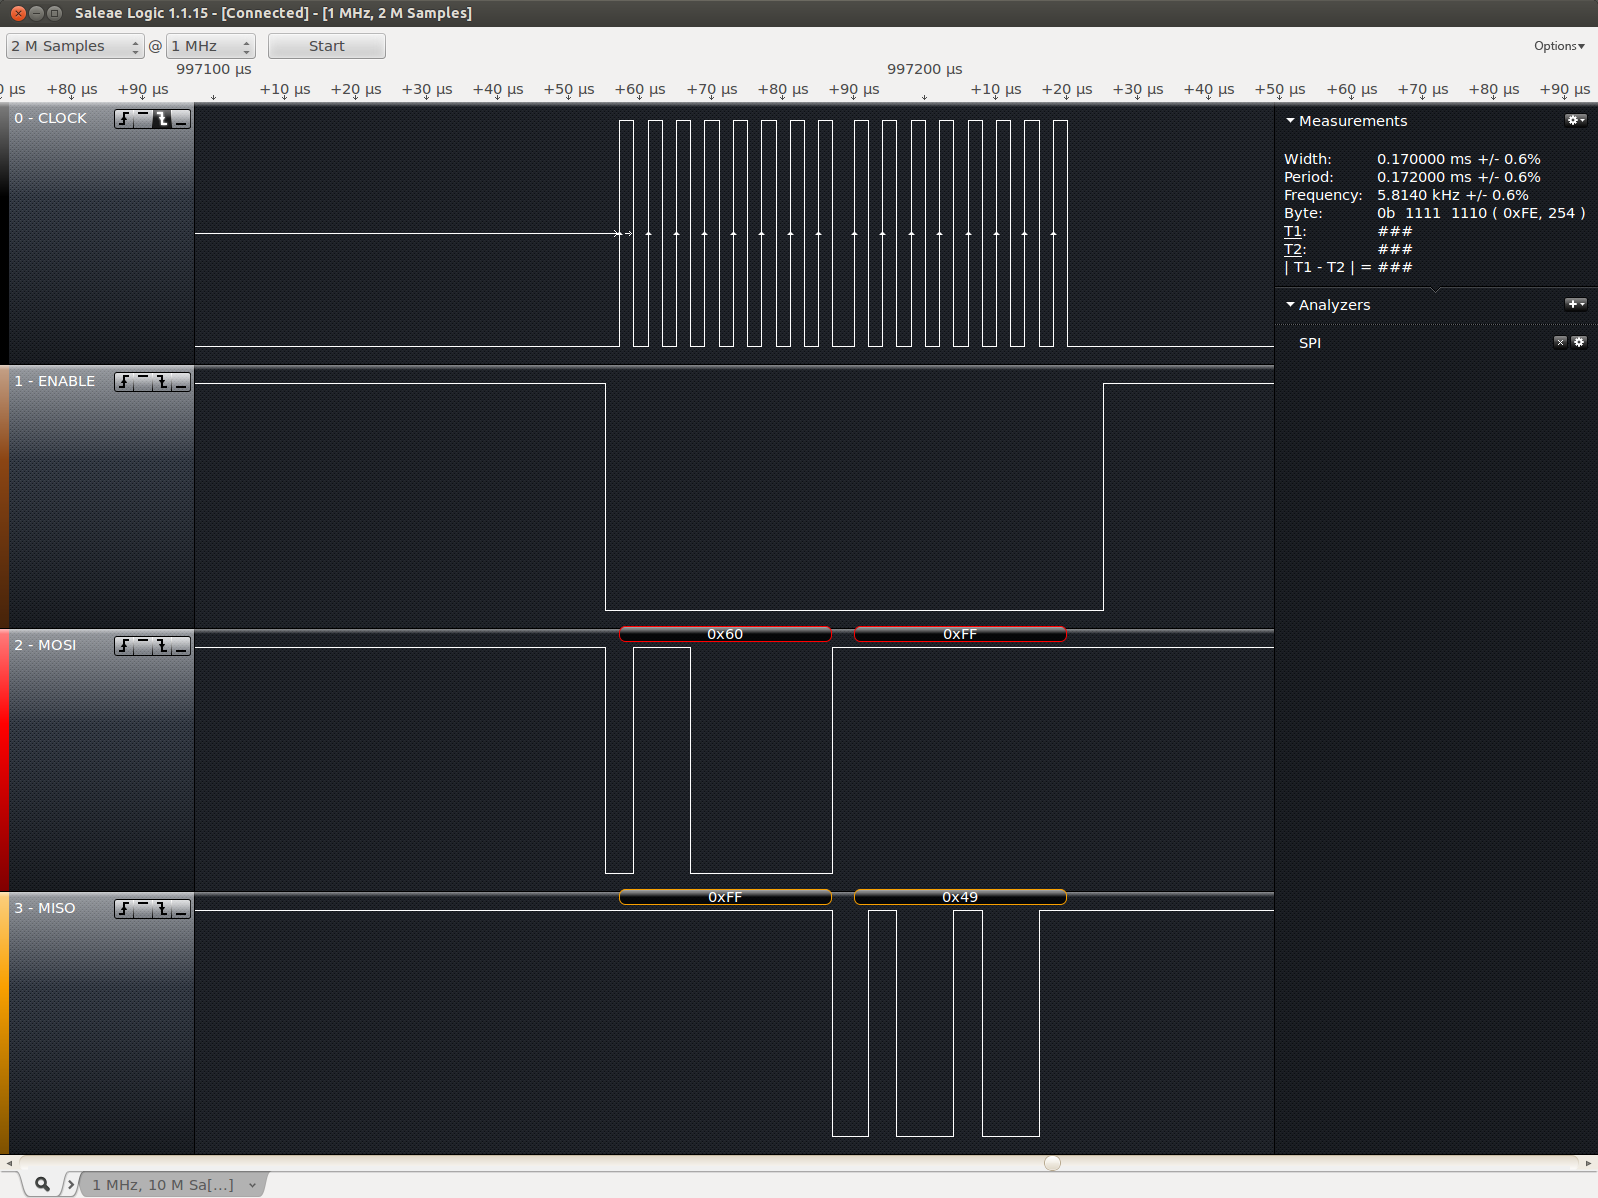 Saleae Logic 1.1.15 - [Connected] - [1 MHz, 2 M Samples]
2 M Samples @ 1 MHz Start Options
997100 µs 997200 µs
0 µs +80 µs +90 µs +10 µs +20 µs +30 µs +40 µs +50 µs +60 µs +70 µs +80 µs +90 µs +10 µs +20 µs +30 µs +40 µs +50 µs +60 µs +70 µs +80 µs +90 µs
0 - CLOCK
Measurements
Width: 0.170000 ms +/- 0.6%
Period: 0.172000 ms +/- 0.6%
Frequency: 5.8140 kHz +/- 0.6%
Byte: 0b 1111 1110 ( 0xFE, 254 )
T1: ###
T2: ###
| T1 - T2 | = ###
Analyzers
SPI
1 - ENABLE
2 - MOSI
0x60 0xFF
3 - MISO
0xFF 0x49
1 MHz, 10 M Sa[...]